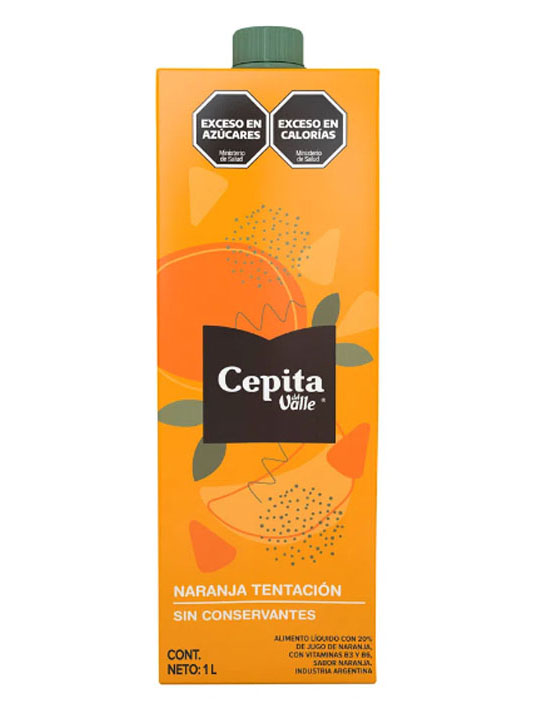 EXCESO EN
AZÚCARES
Ministerio
de Salud
EXCESO EN
CALORÍAS
Ministerio
de Salud
Cepita
del
Valle ®
NARANJA TENTACIÓN
SIN CONSERVANTES
CONT.
NETO: 1 L
ALIMENTO LÍQUIDO CON 20%
DE JUGO DE NARANJA,
CON VITAMINAS B3 Y B6,
SABOR NARANJA.
INDUSTRIA ARGENTINA